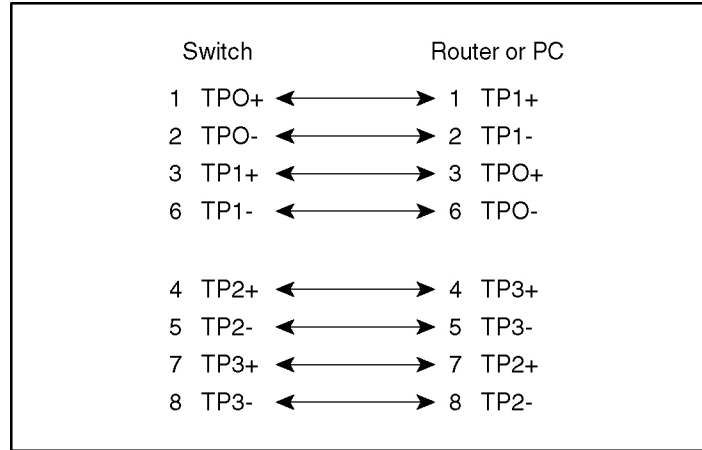 Switch Router or PC
1 TPO+ 1 TP1+
2 TPO- 2 TP1-
3 TP1+ 3 TPO+
6 TP1- 6 TPO-
4 TP2+ 4 TP3+
5 TP2- 5 TP3-
7 TP3+ 7 TP2+
8 TP3- 8 TP2-